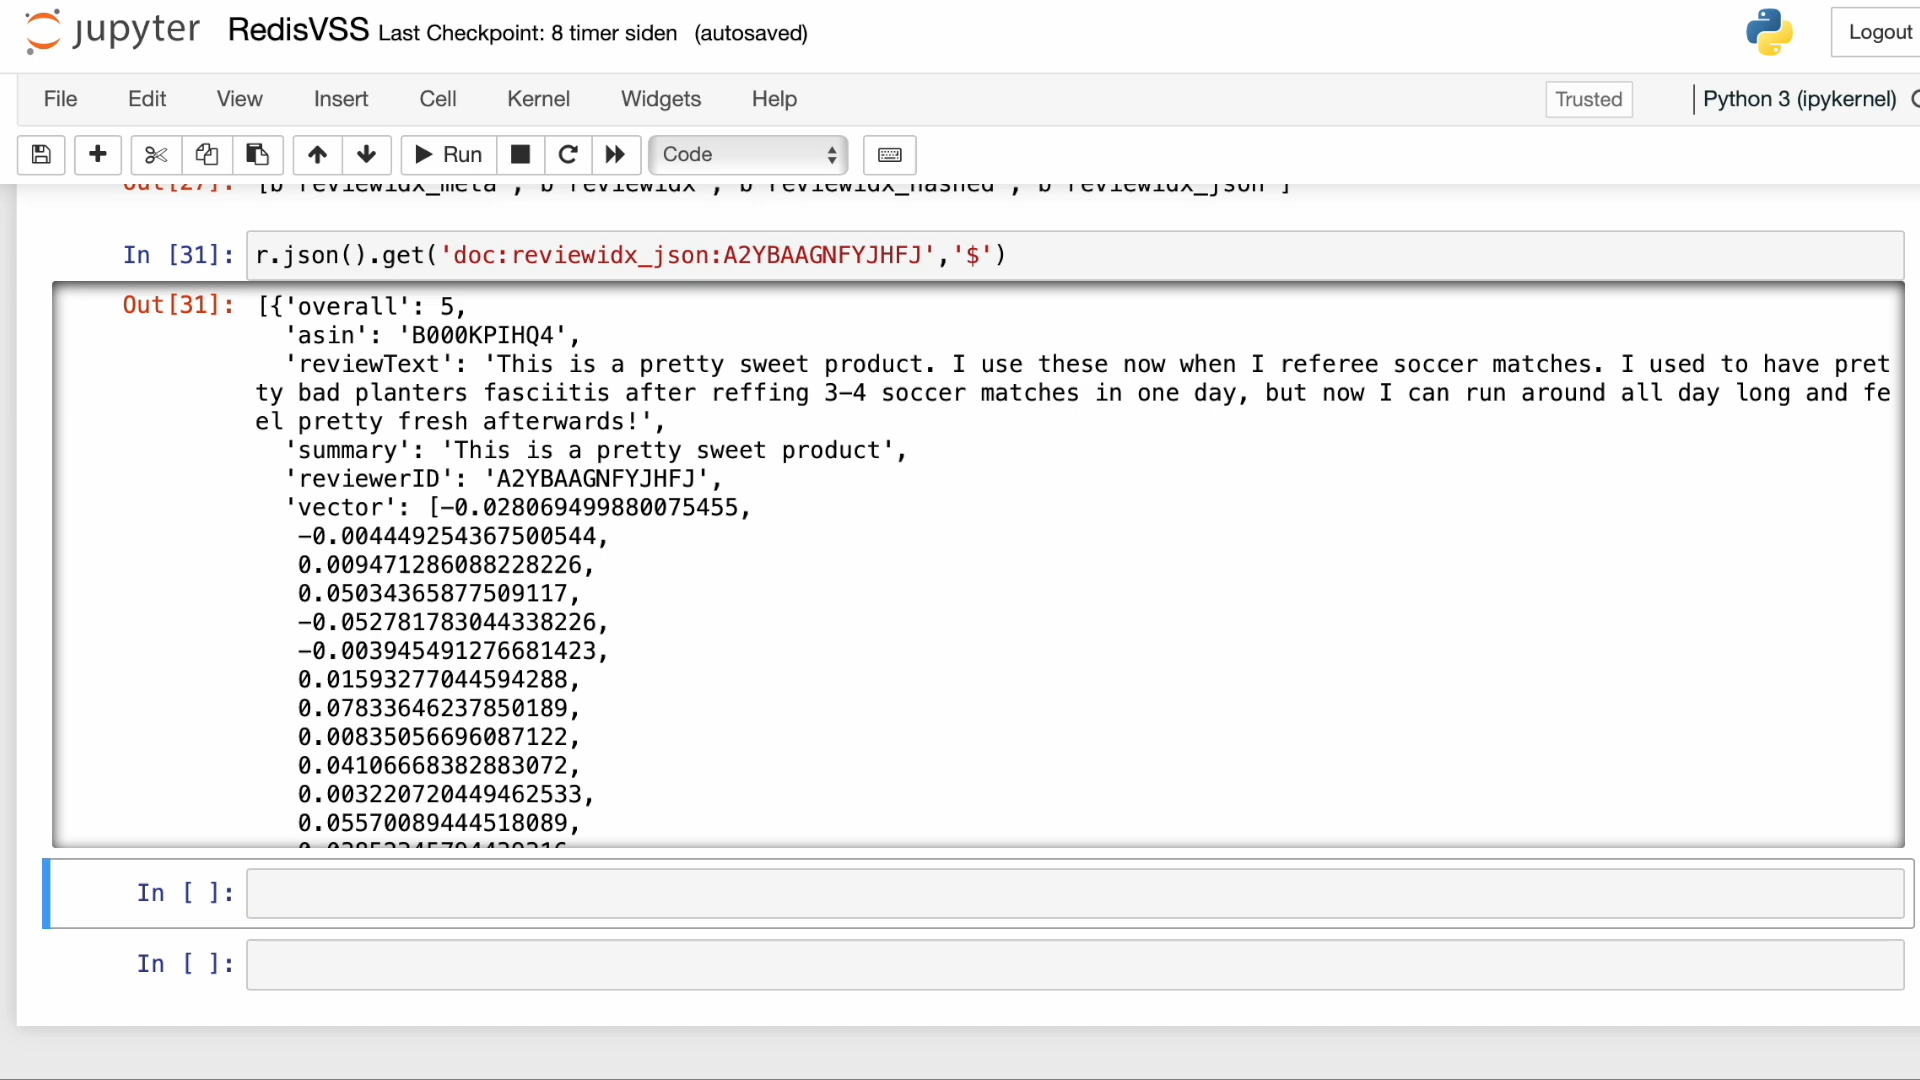 jupyter RedisVSS Last Checkpoint: 8 timer siden (autosaved) Logout
File Edit View Insert Cell Kernel Widgets Help Trusted Python 3 (ipykernel)
Run Code
Out[27]: [b'reviewidx_meta', b'reviewidx', b'reviewidx_hashed', b'reviewidx_json']
In [31]: r.json().get('doc:reviewidx_json:A2YBAAGNFYJHFJ','$')
Out[31]: [{'overall': 5,
'asin': 'B000KPIHQ4',
'reviewText': 'This is a pretty sweet product. I use these now when I referee soccer matches. I used to have pret
ty bad planters fasciitis after reffing 3-4 soccer matches in one day, but now I can run around all day long and fe
el pretty fresh afterwards!',
'summary': 'This is a pretty sweet product',
'reviewerID': 'A2YBAAGNFYJHFJ',
'vector': [-0.028069499880075455,
-0.004449254367500544,
0.009471286088228226,
0.05034365877509117,
-0.052781783044338226,
-0.003945491276681423,
0.01593277044594288,
0.07833646237850189,
0.00835056696087122,
0.04106668382883072,
0.003220720449462533,
0.05570089444518089,
In [ ]:
In [ ]: